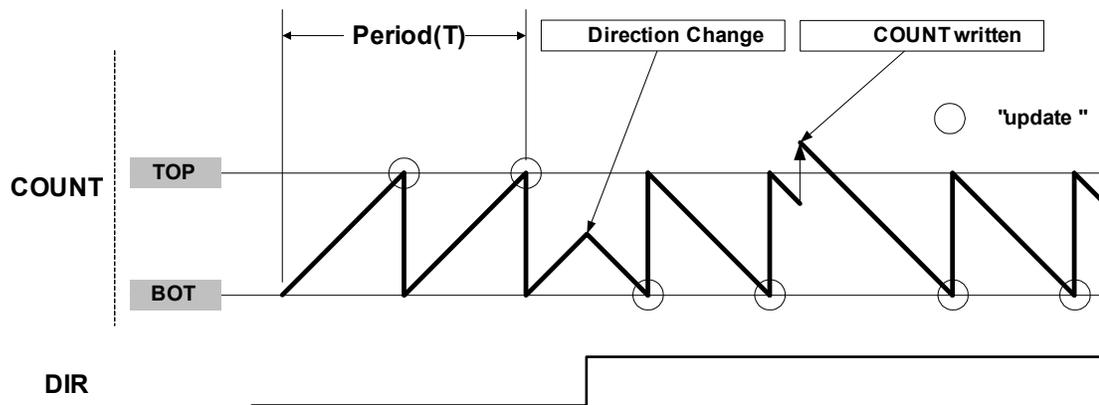 Period(T)
Direction Change
COUNT written
"update "
TOP
COUNT
BOT
DIR